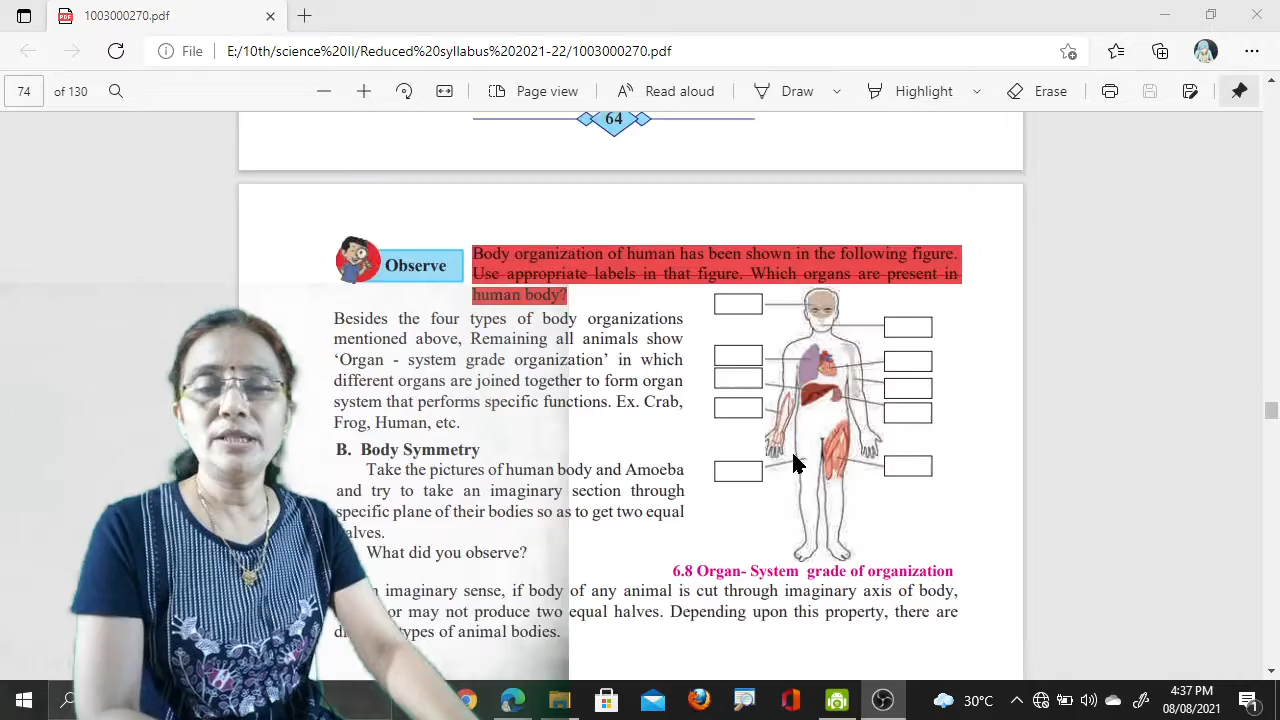 1003000270.pdf
File E:/10th/science%20II/Reduced%20syllabus%202021-22/1003000270.pdf
74 of 130 Page view Read aloud Draw Highlight Erase
64
Observe
Body organization of human has been shown in the following figure.
Use appropriate labels in that figure. Which organs are present in
human body?
Besides the four types of body organizations
mentioned above, Remaining all animals show
‘Organ - system grade organization’ in which
different organs are joined together to form organ
system that performs specific functions. Ex. Crab,
Frog, Human, etc.
B. Body Symmetry
Take the pictures of human body and Amoeba
and try to take an imaginary section through
specific plane of their bodies so as to get two equal
alves.
What did you observe?
6.8 Organ- System grade of organization
imaginary sense, if body of any animal is cut through imaginary axis of body,
or may not produce two equal halves. Depending upon this property, there are
types of animal bodies.
30°C
4:37 PM
08/08/2021
1